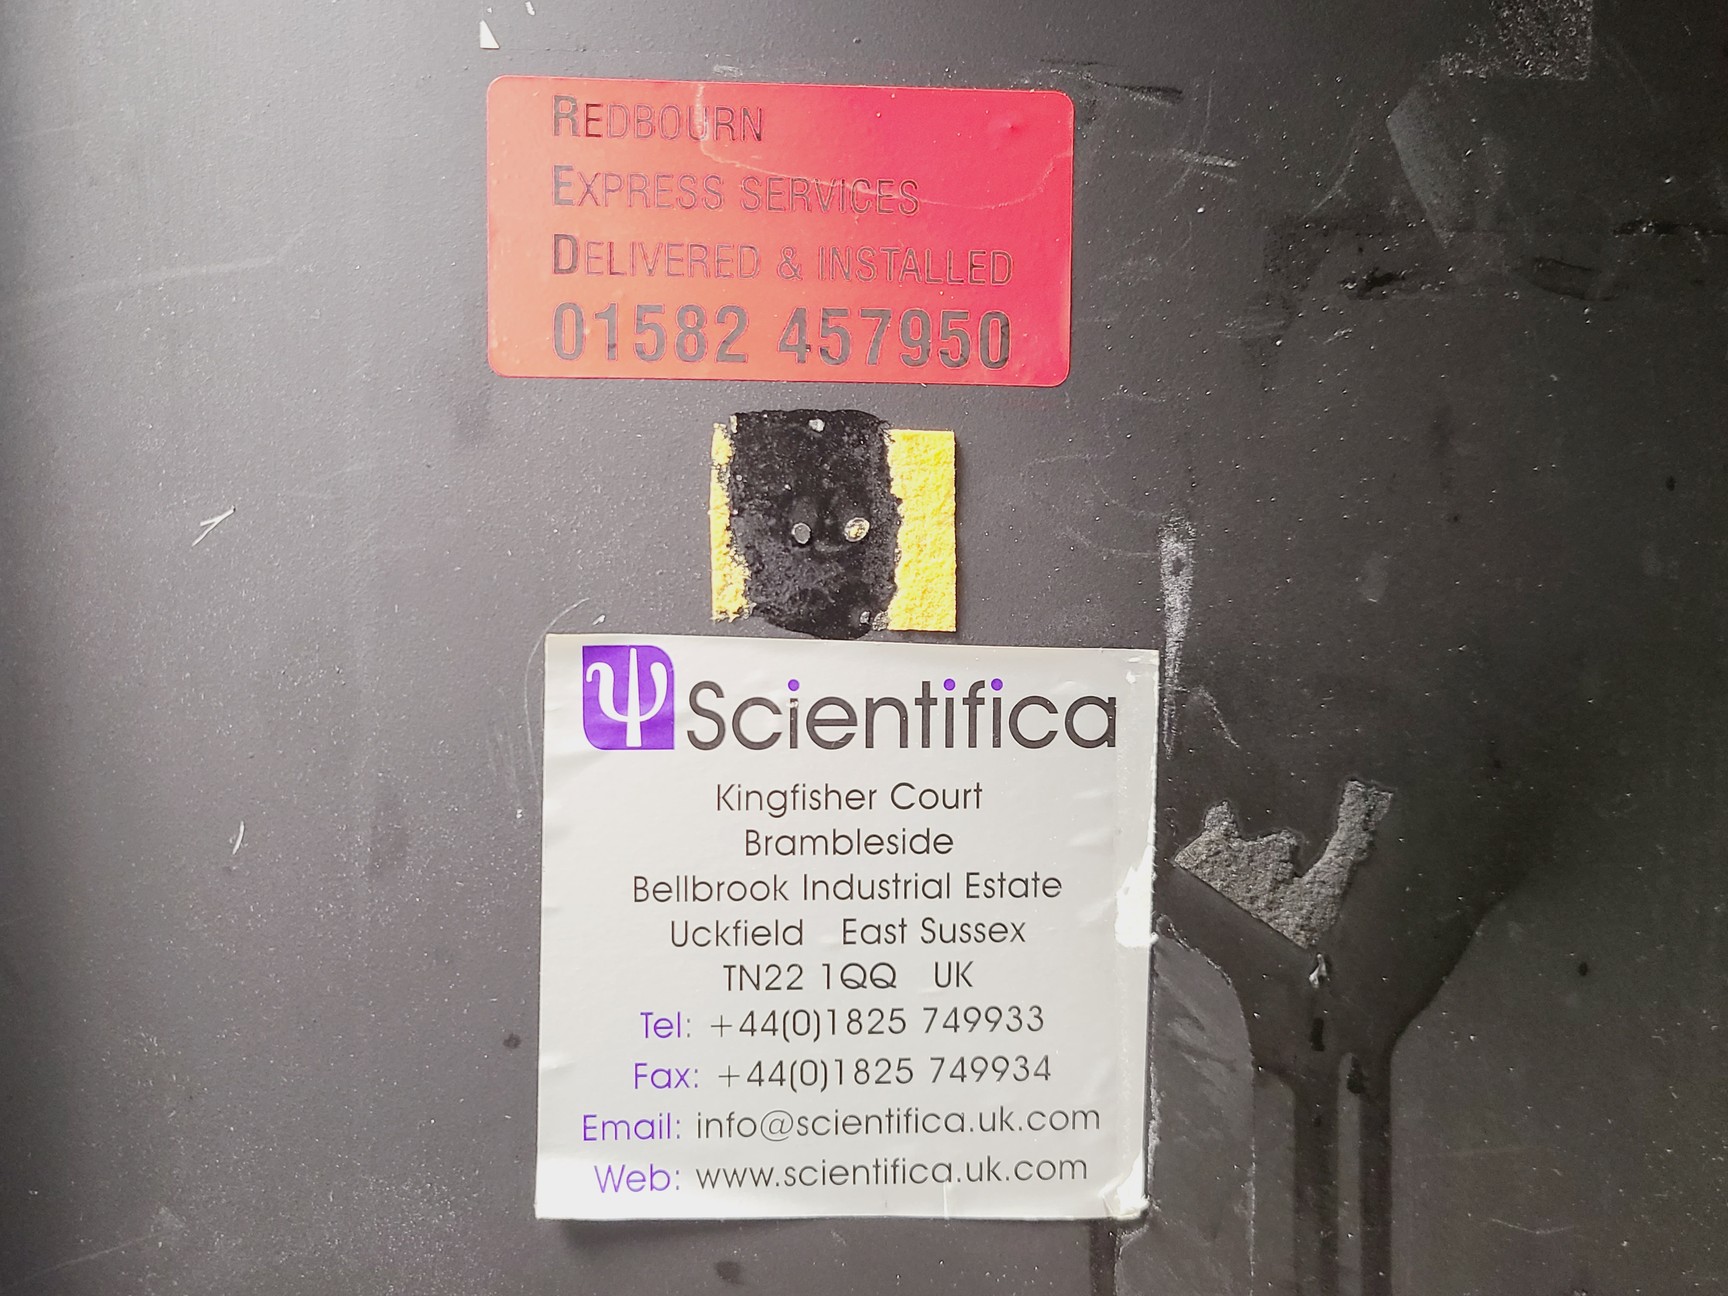 REDBOURN
EXPRESS SERVICES
DELIVERED & INSTALLED
01582 457950
Scientifica
Kingfisher Court
Brambleside
Bellbrook Industrial Estate
Uckfield East Sussex
TN22 1QQ UK
Tel: +44(0)1825 749933
Fax: +44(0)1825 749934
Email: info@scientifica.uk.com
Web: www.scientifica.uk.com